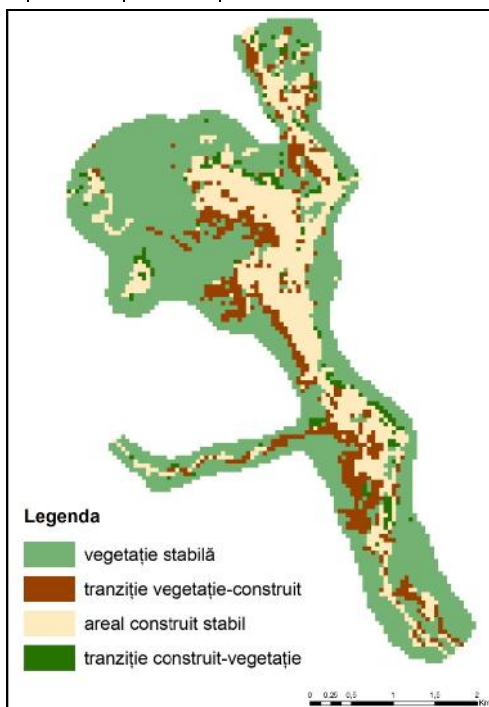 Legenda
vegetație stabilă
tranziție vegetație-construit
areal construit stabil
tranziție construit-vegetație
0 0,25 0,5 1 1,5 2
Km